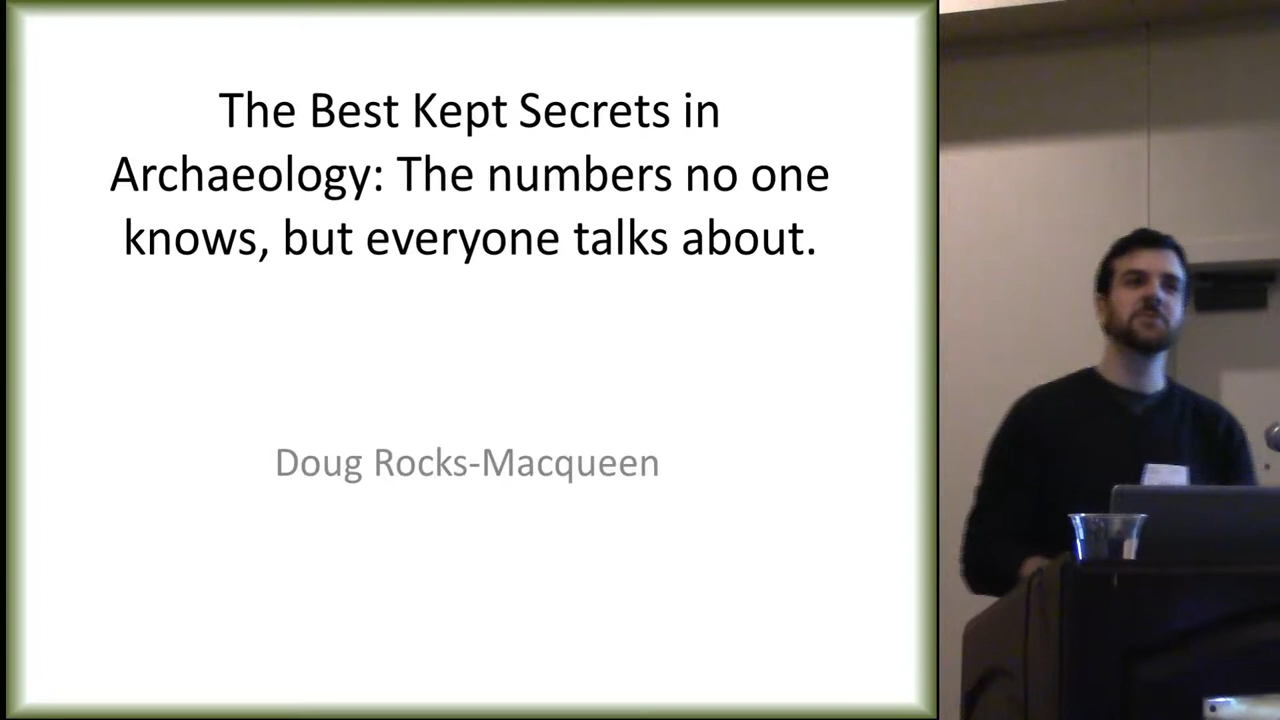 The Best Kept Secrets in
Archaeology: The numbers no one
knows, but everyone talks about.
Doug Rocks-Macqueen